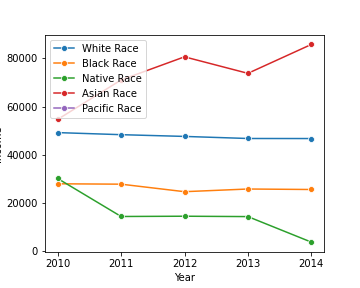 White Race
Black Race
Native Race
Asian Race
Pacific Race
80000
60000
40000
20000
0
2010
2011
2012
2013
2014
Year